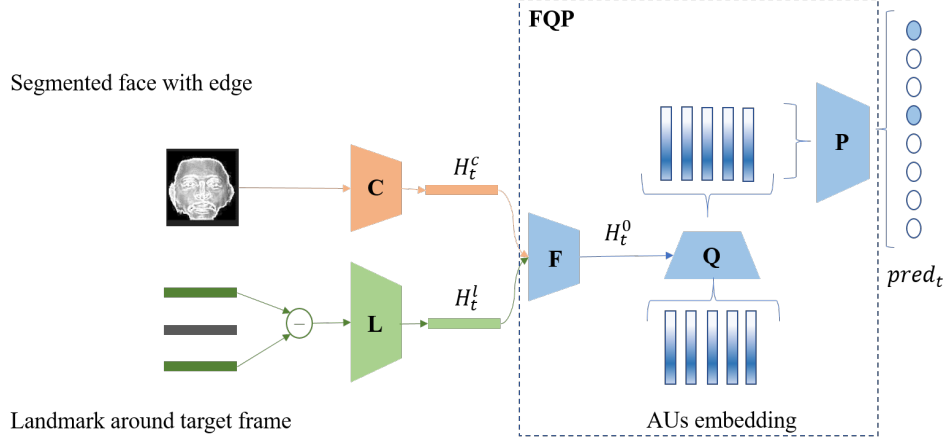 FQP
Segmented face with edge
C
H_t^c
P
F
H_t^0
Q
L
H_t^l
−
pred_t
Landmark around target frame
AUs embedding